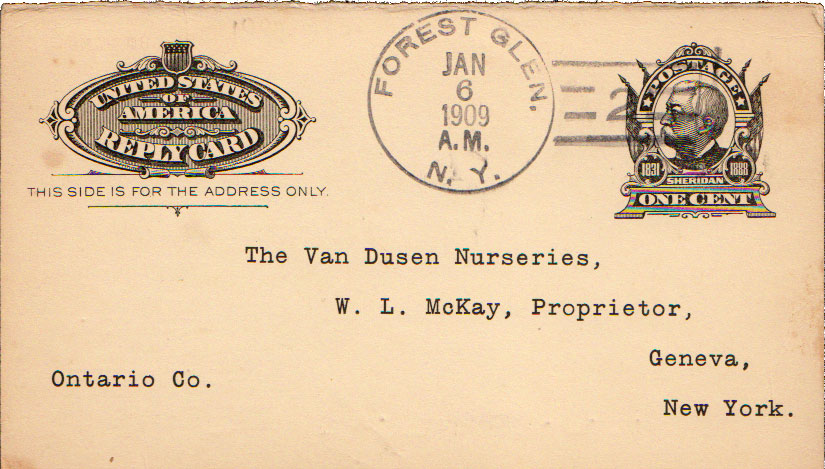 UNITED STATES
OF
AMERICA
REPLY CARD
THIS SIDE IS FOR THE ADDRESS ONLY.
FOREST GLEN,
JAN
6
1909
A.M.
N. Y.
2
POSTAGE
1831 1888
SHERIDAN
ONE CENT
The Van Dusen Nurseries,
W. L. McKay, Proprietor,
Geneva,
Ontario Co.
New York.